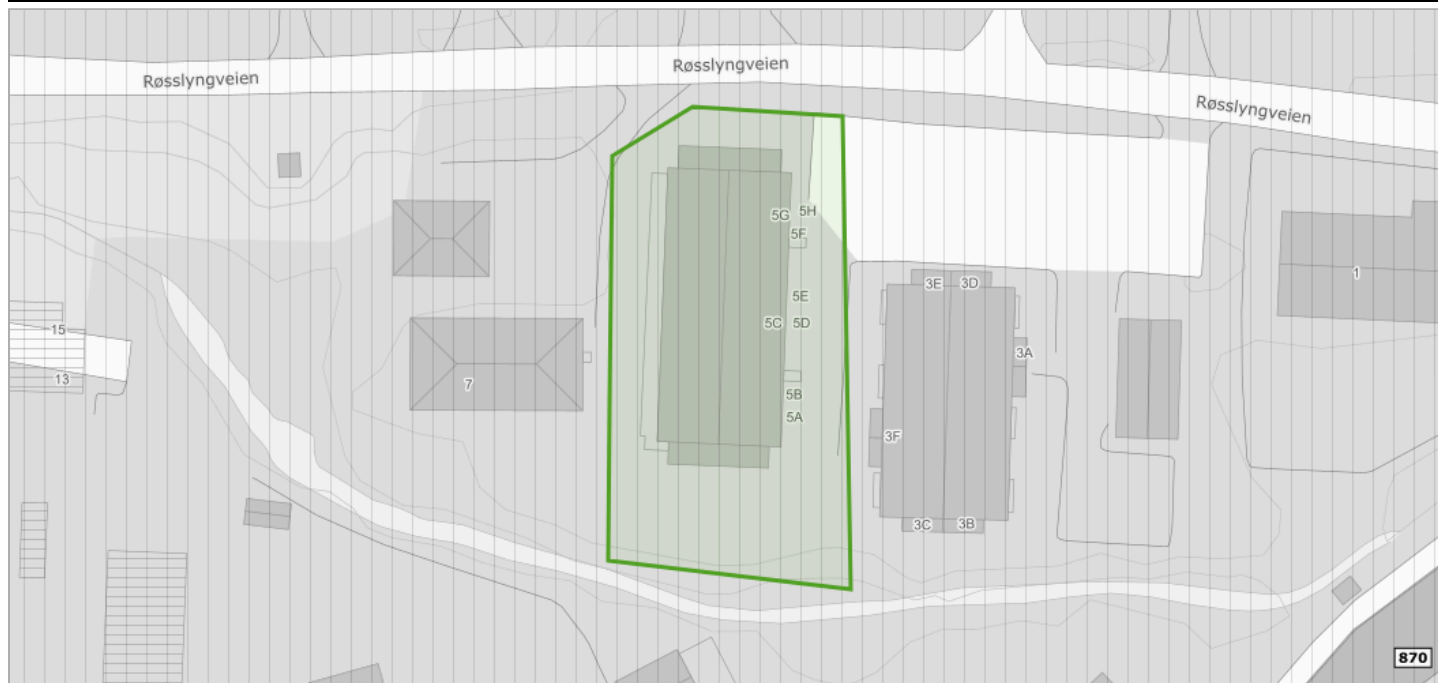 Røsslyngveien
Røsslyngveien
Røsslyngveien
5G
5H
5F
5E
5C
5D
5B
5A
3E
3D
3A
3F
3C
3B
1
15
13
7
870